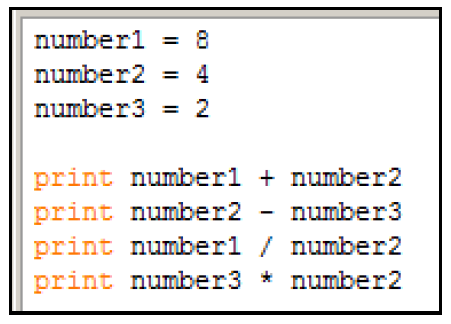 number1 = 8
number2 = 4
number3 = 2
print number1 + number2
print number2 - number3
print number1 / number2
print number3 * number2